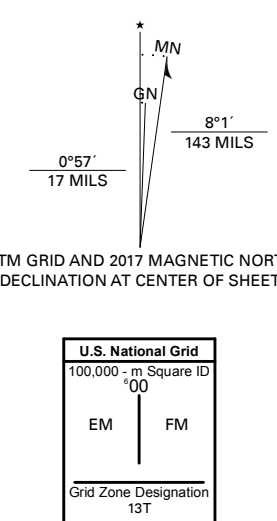 ★
MN
GN
8°1´
143 MILS
0°57´
17 MILS
TM GRID AND 2017 MAGNETIC NORT
DECLINATION AT CENTER OF SHEET
U.S. National Grid
100,000 - m Square ID
⁶00
EM FM
Grid Zone Designation
13T